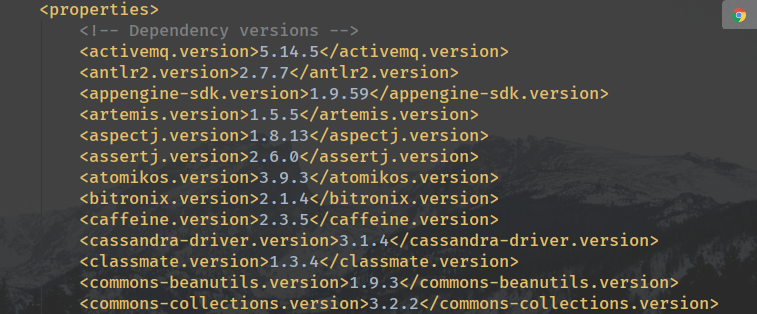 <properties>
<!-- Dependency versions -->
<activemq.version>5.14.5</activemq.version>
<antlr2.version>2.7.7</antlr2.version>
<appengine-sdk.version>1.9.59</appengine-sdk.version>
<artemis.version>1.5.5</artemis.version>
<aspectj.version>1.8.13</aspectj.version>
<assertj.version>2.6.0</assertj.version>
<atomikos.version>3.9.3</atomikos.version>
<bitronix.version>2.1.4</bitronix.version>
<caffeine.version>2.3.5</caffeine.version>
<cassandra-driver.version>3.1.4</cassandra-driver.version>
<classmate.version>1.3.4</classmate.version>
<commons-beanutils.version>1.9.3</commons-beanutils.version>
<commons-collections.version>3.2.2</commons-collections.version>